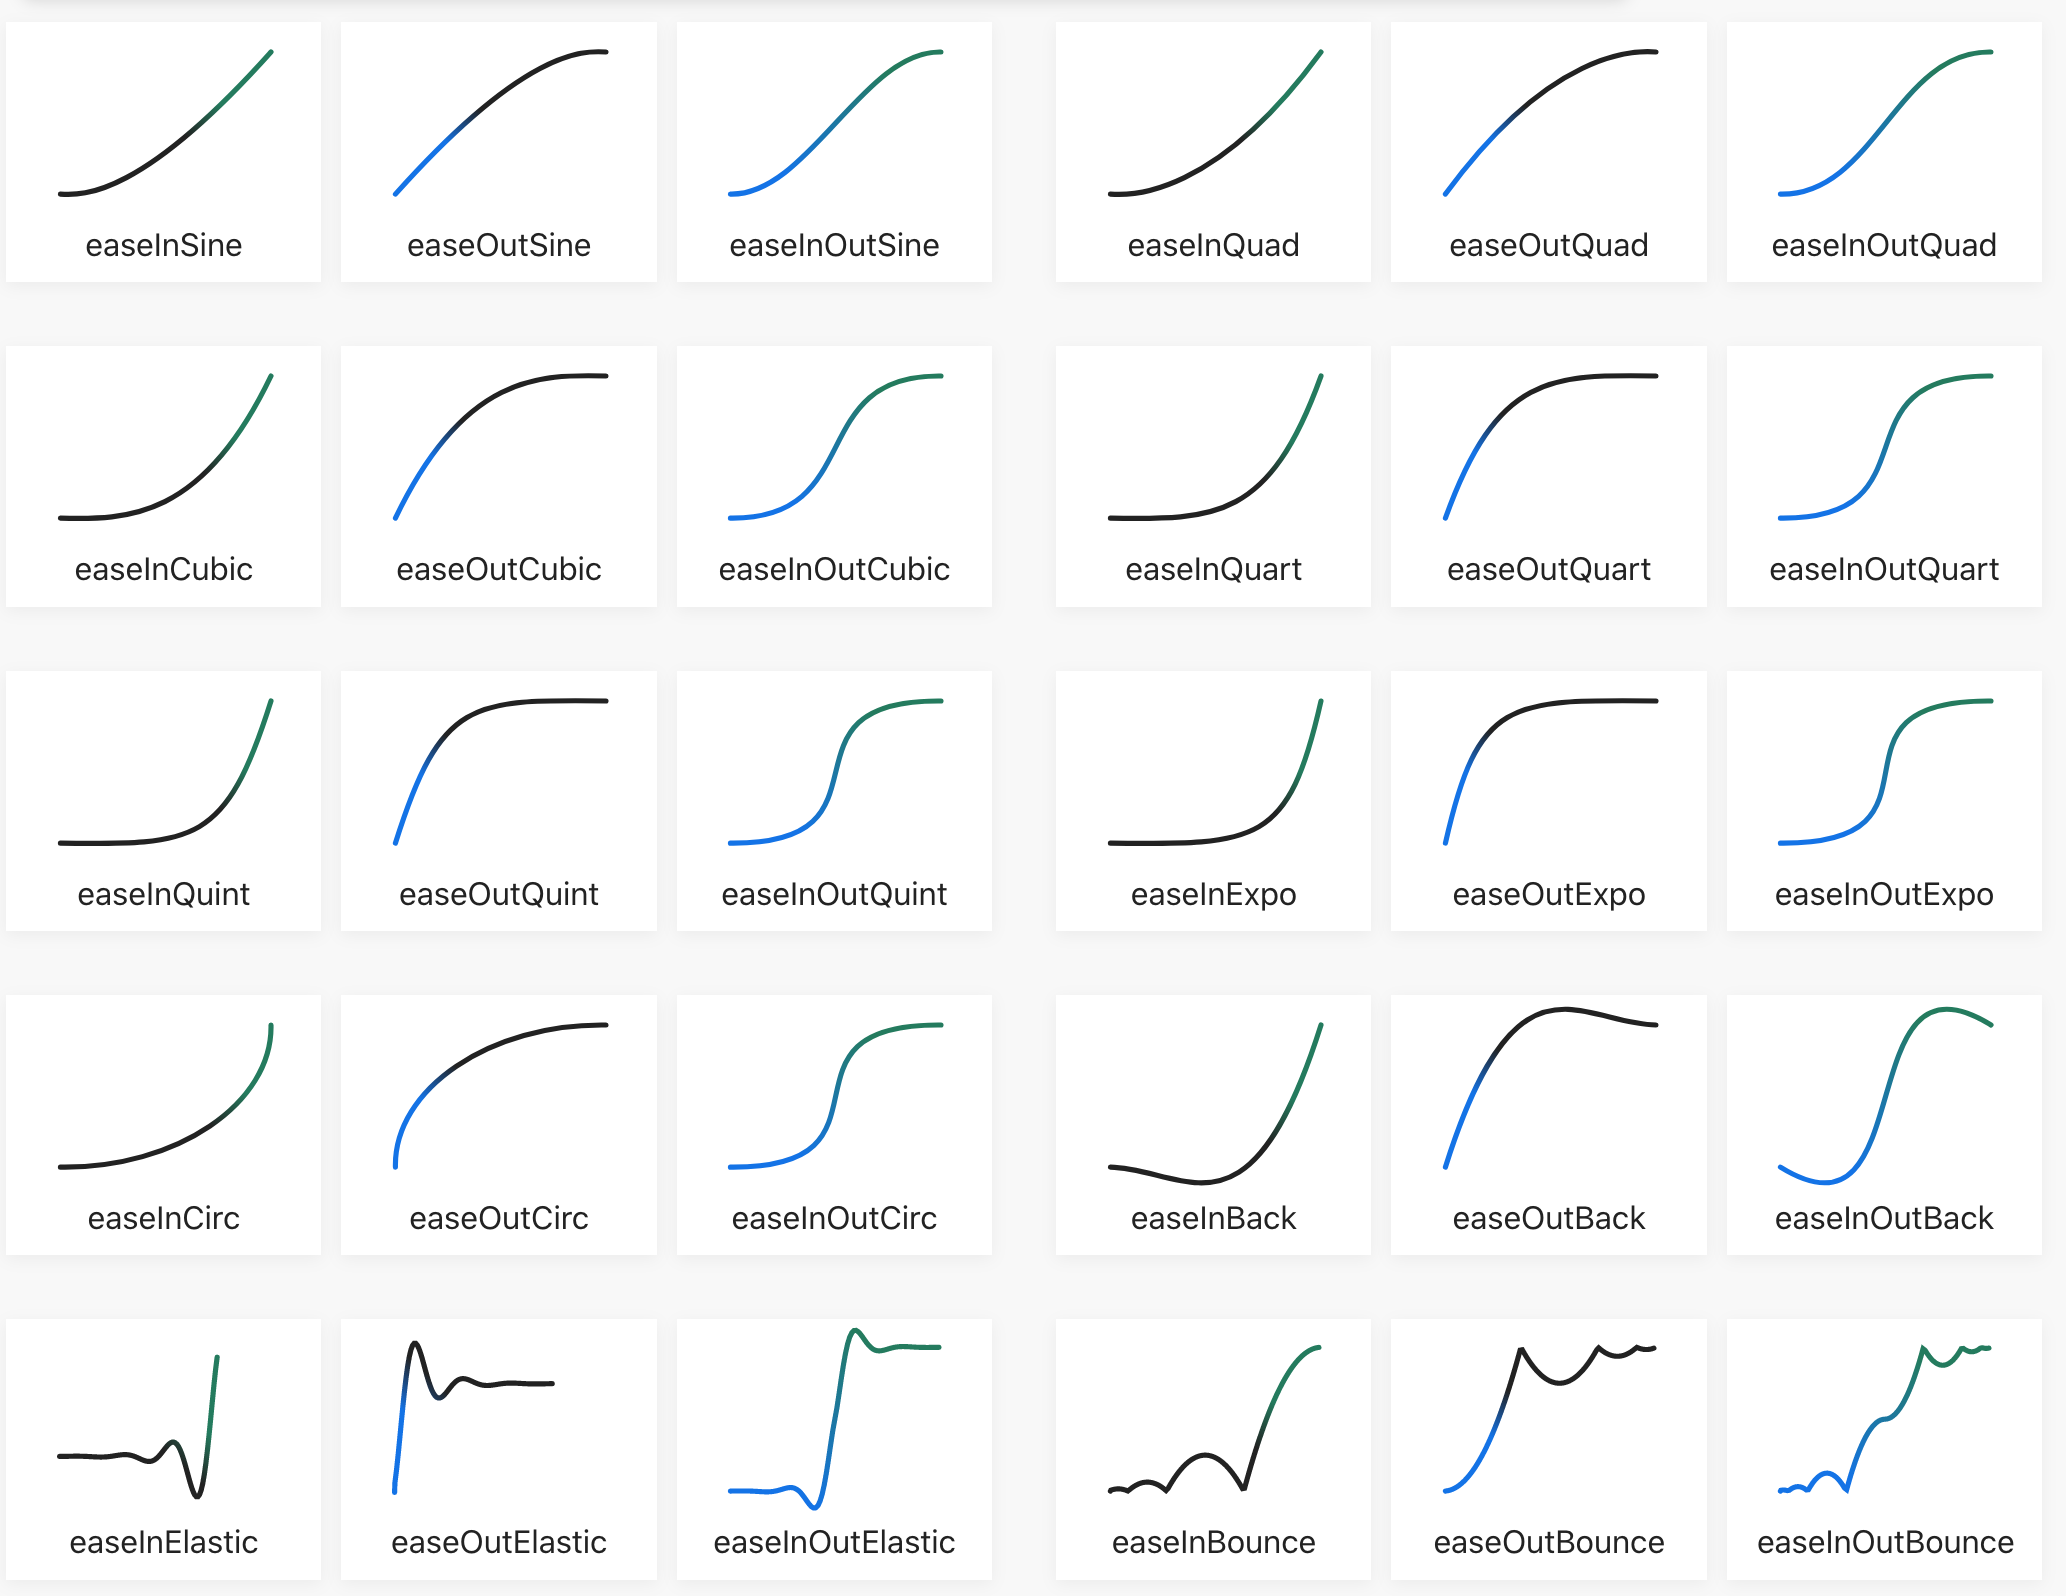 easeInSine
easeOutSine
easeInOutSine
easeInQuad
easeOutQuad
easeInOutQuad
easeInCubic
easeOutCubic
easeInOutCubic
easeInQuart
easeOutQuart
easeInOutQuart
easeInQuint
easeOutQuint
easeInOutQuint
easeInExpo
easeOutExpo
easeInOutExpo
easeInCirc
easeOutCirc
easeInOutCirc
easeInBack
easeOutBack
easeInOutBack
easeInElastic
easeOutElastic
easeInOutElastic
easeInBounce
easeOutBounce
easeInOutBounce